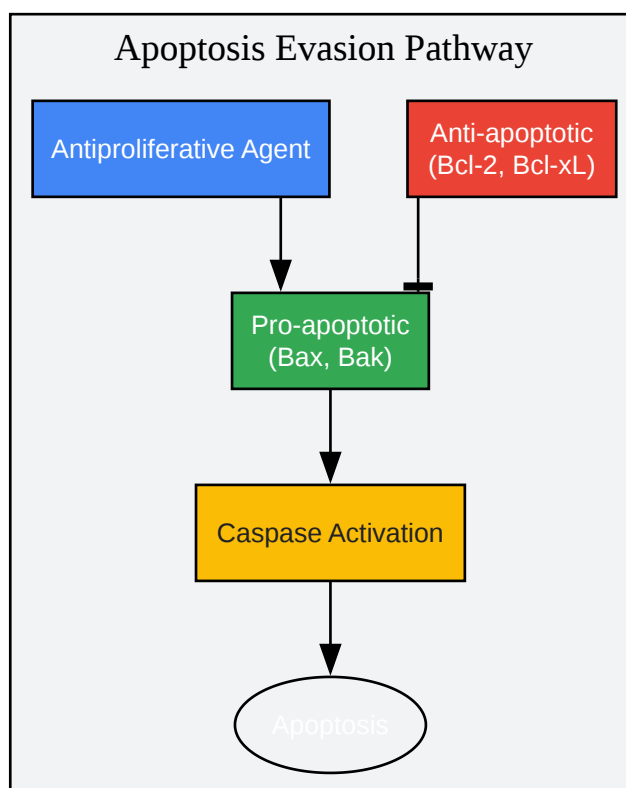 Apoptosis Evasion Pathway
Antiproliferative Agent
Anti-apoptotic
(Bcl-2, Bcl-xL)
Pro-apoptotic
(Bax, Bak)
Caspase Activation
Apoptosis